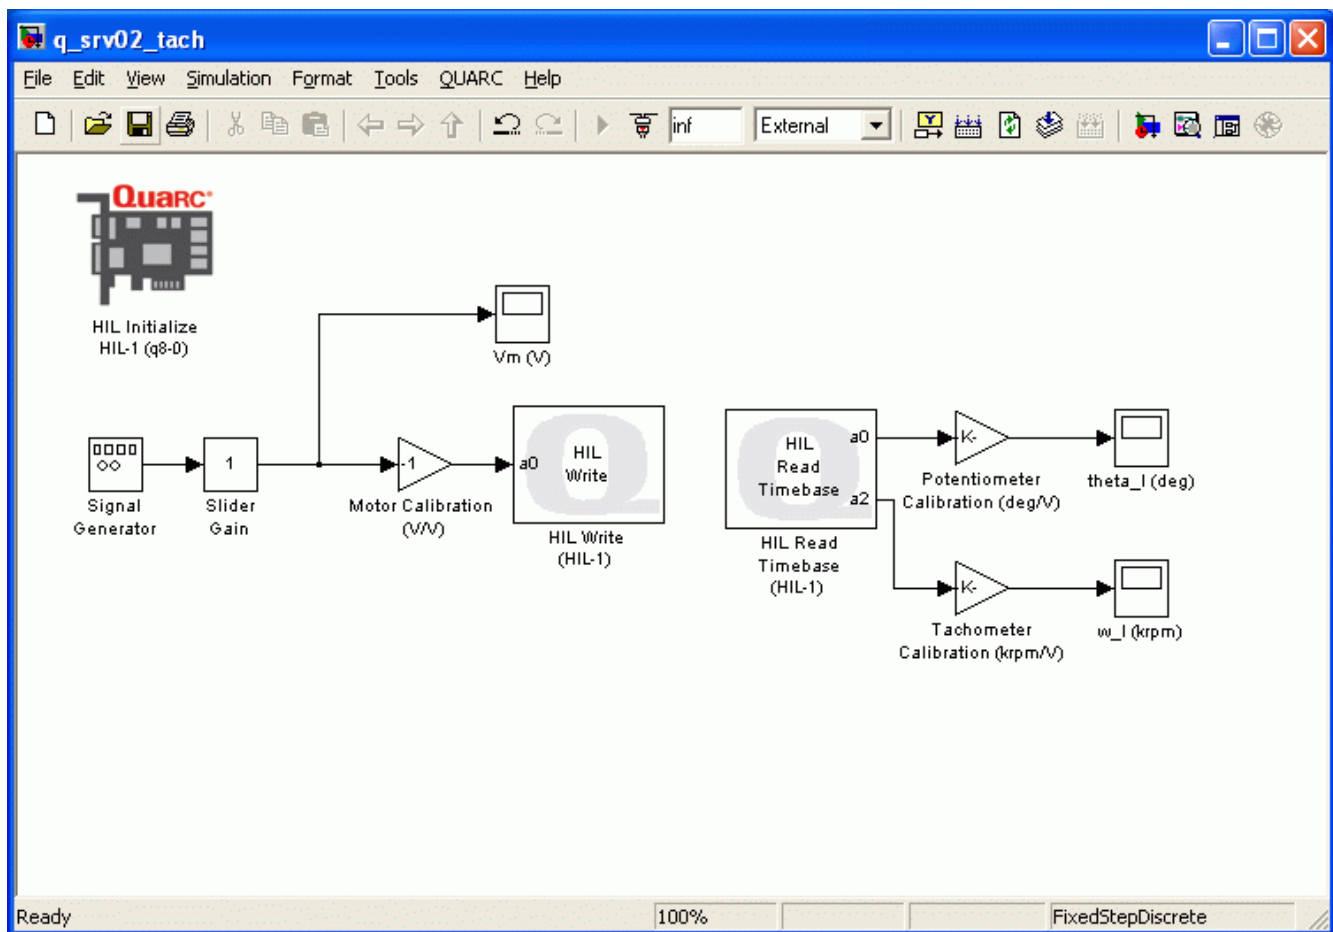 q_srv02_tach
File Edit View Simulation Format Tools QUARC Help
inf External
QUARC®
HIL Initialize
HIL-1 (q8-0)
Vm (V)
Signal
Generator
1
Slider
Gain
-1
Motor Calibration
(V/V)
a0
HIL
Write
HIL Write
(HIL-1)
HIL
Read
Timebase
a0
a2
HIL Read
Timebase
(HIL-1)
K-
Potentiometer
Calibration (deg/V)
theta_l (deg)
K-
Tachometer
Calibration (krpm/V)
w_l (krpm)
Ready 100% FixedStepDiscrete